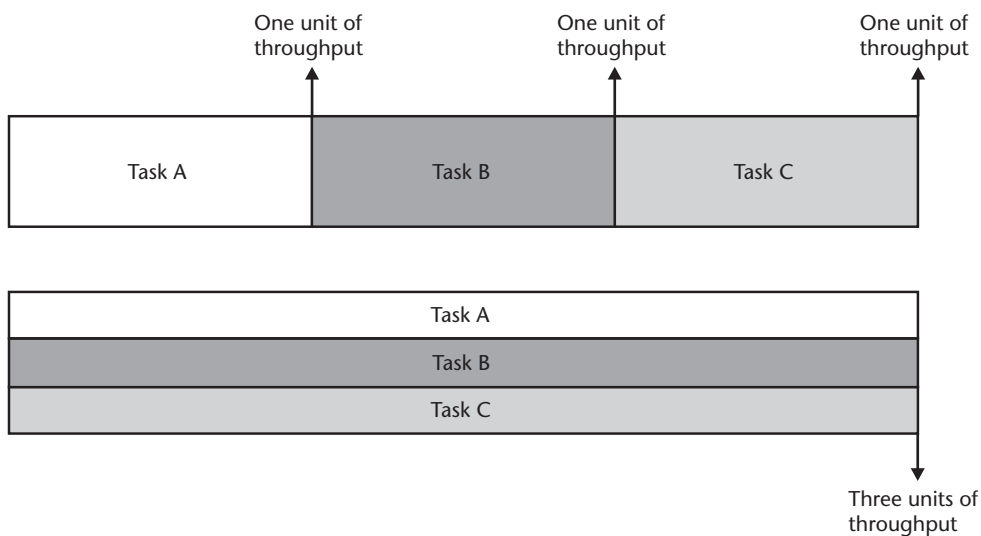 One unit of
throughput
One unit of
throughput
One unit of
throughput
Task A
Task B
Task C
Task A
Task B
Task C
Three units of
throughput